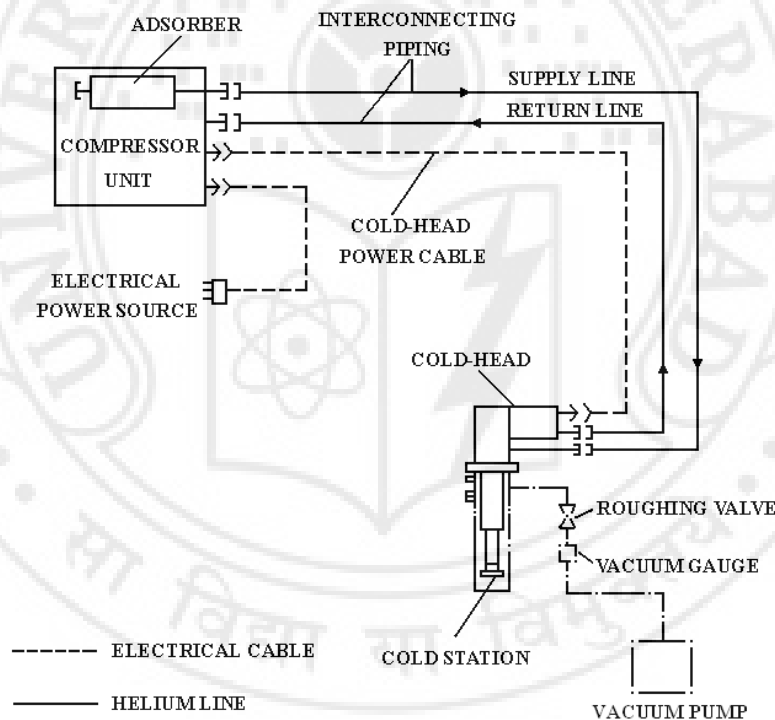 ADSORBER
INTERCONNECTING
PIPING
SUPPLY LINE
RETURN LINE
COMPRESSOR
UNIT
COLD-HEAD
POWER CABLE
ELECTRICAL
POWER SOURCE
COLD-HEAD
ROUGHING VALVE
VACUUM GAUGE
COLD STATION
VACUUM PUMP
ELECTRICAL CABLE
HELIUM LINE
सा विद्या या विमुक्तये